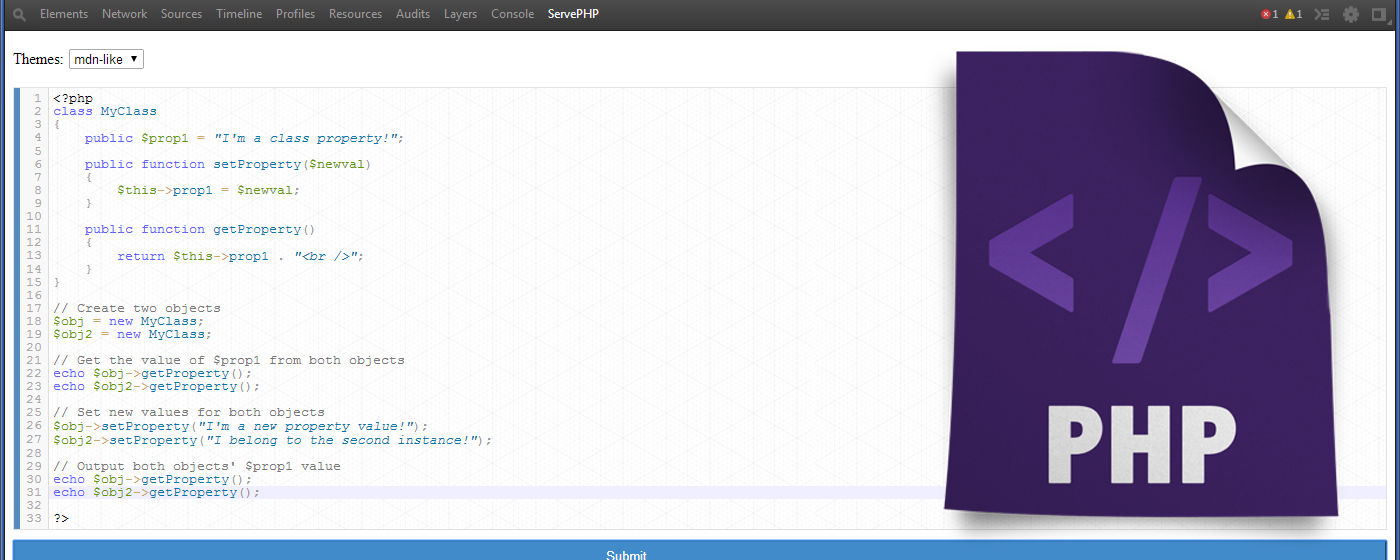 Elements Network Sources Timeline Profiles Resources Audits Layers Console ServePHP 1 1
Themes: mdn-like
1 <?php
2 class MyClass
3 {
4     public $prop1 = "I'm a class property!";
5
6     public function setProperty($newval)
7     {
8         $this->prop1 = $newval;
9     }
10
11     public function getProperty()
12     {
13         return $this->prop1 . "<br />";
14     }
15 }
16
17 // Create two objects
18 $obj = new MyClass;
19 $obj2 = new MyClass;
20
21 // Get the value of $prop1 from both objects
22 echo $obj->getProperty();
23 echo $obj2->getProperty();
24
25 // Set new values for both objects
26 $obj->setProperty("I'm a new property value!");
27 $obj2->setProperty("I belong to the second instance!");
28
29 // Output both objects' $prop1 value
30 echo $obj->getProperty();
31 echo $obj2->getProperty();
32
33 ?>
</>
PHP
Submit